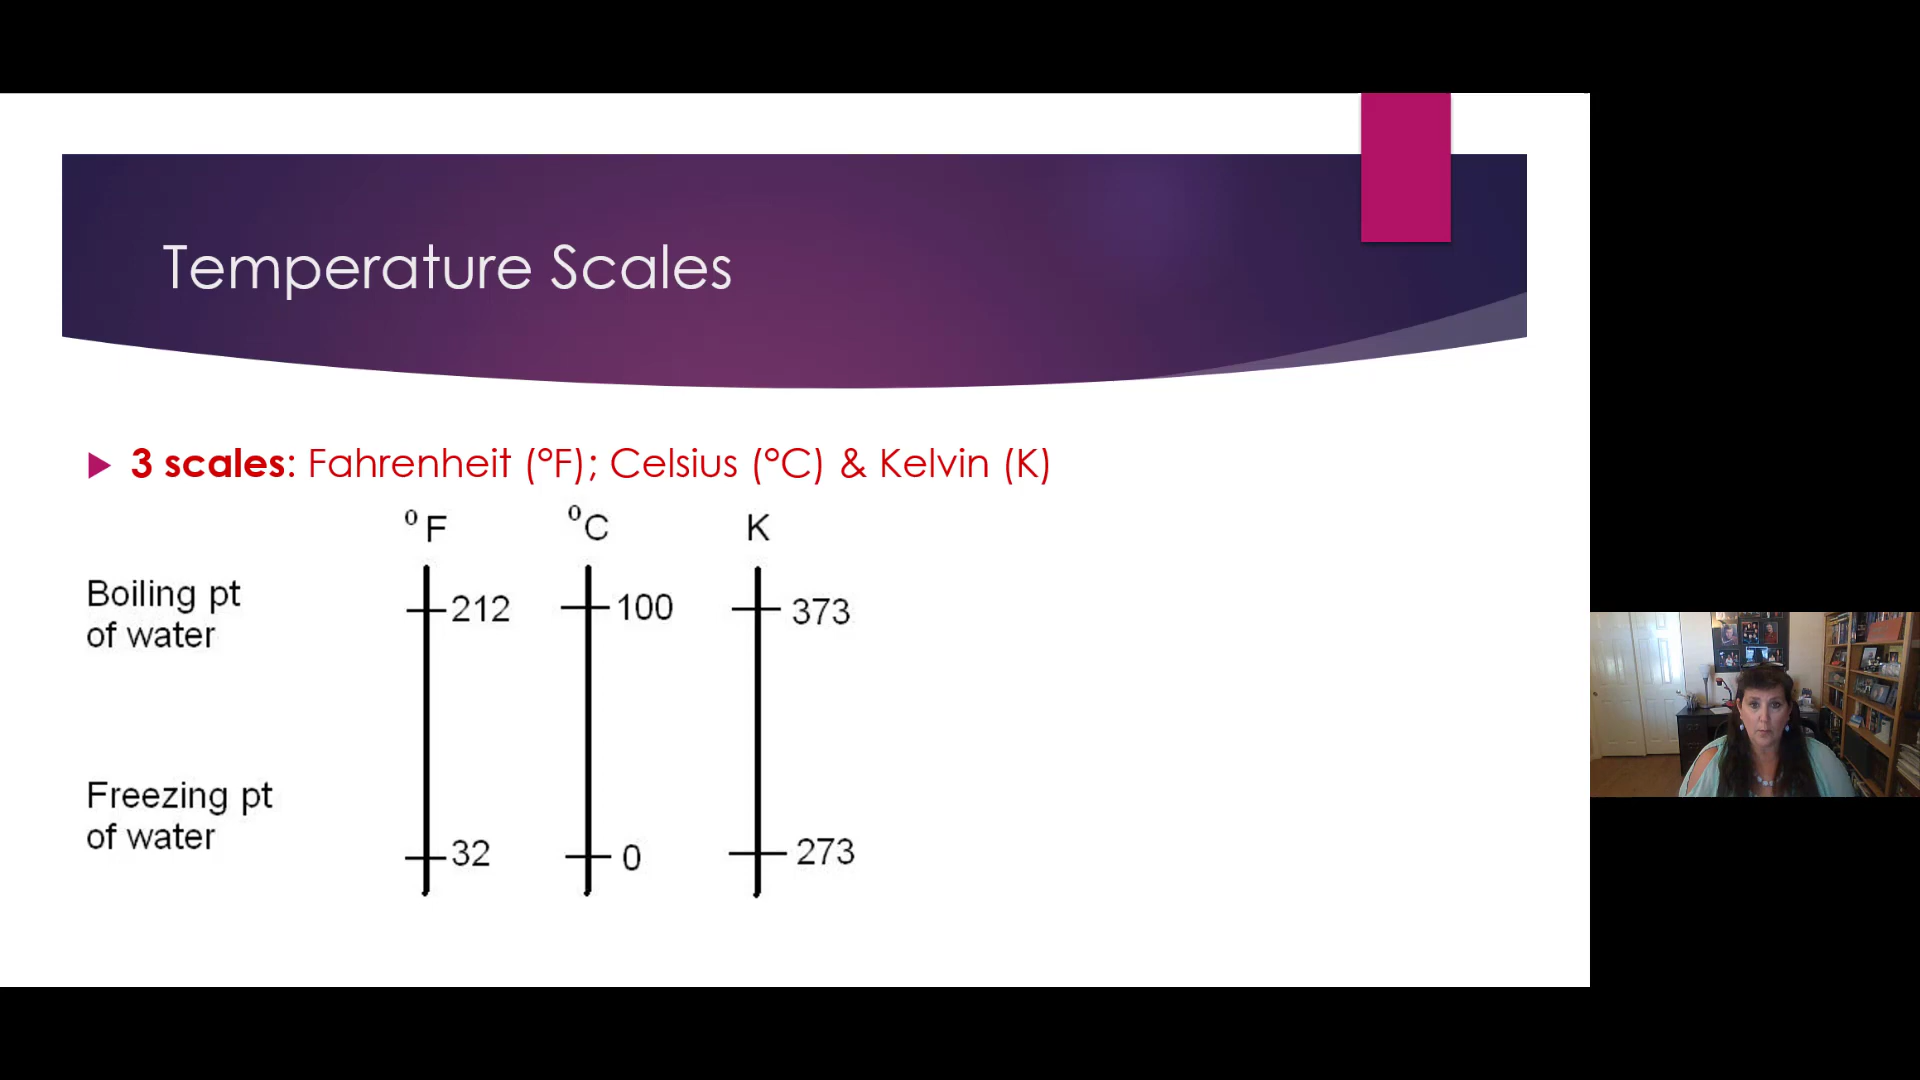 Temperature Scales
3 scales: Fahrenheit (°F); Celsius (°C) & Kelvin (K)
⁰F ⁰C K
Boiling pt
of water
212 100 373
Freezing pt
of water
32 0 273